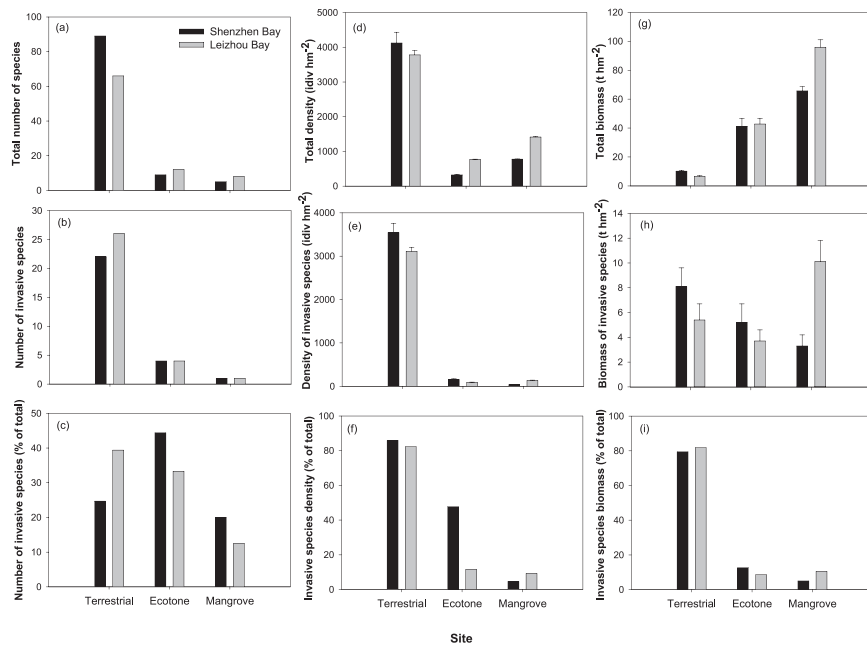 (a)
Shenzhen Bay
Leizhou Bay
Total number of species
100
80
60
40
20
0
(b)
Number of invasive species
30
25
20
15
10
5
0
(c)
Number of invasive species (% of total)
50
40
30
20
10
0
Terrestrial Ecotone Mangrove
(d)
Total density (idiv hm-2)
5000
4000
3000
2000
1000
0
(e)
Density of invasive species (idiv hm-2)
4000
3000
2000
1000
0
(f)
Invasive species density (% of total)
100
80
60
40
20
0
Terrestrial Ecotone Mangrove
(g)
Total biomass (t hm-2)
120
100
80
60
40
20
0
(h)
Biomass of invasive species (t hm-2)
14
12
10
8
6
4
2
0
(i)
Invasive species biomass (% of total)
100
80
60
40
20
0
Terrestrial Ecotone Mangrove
Site